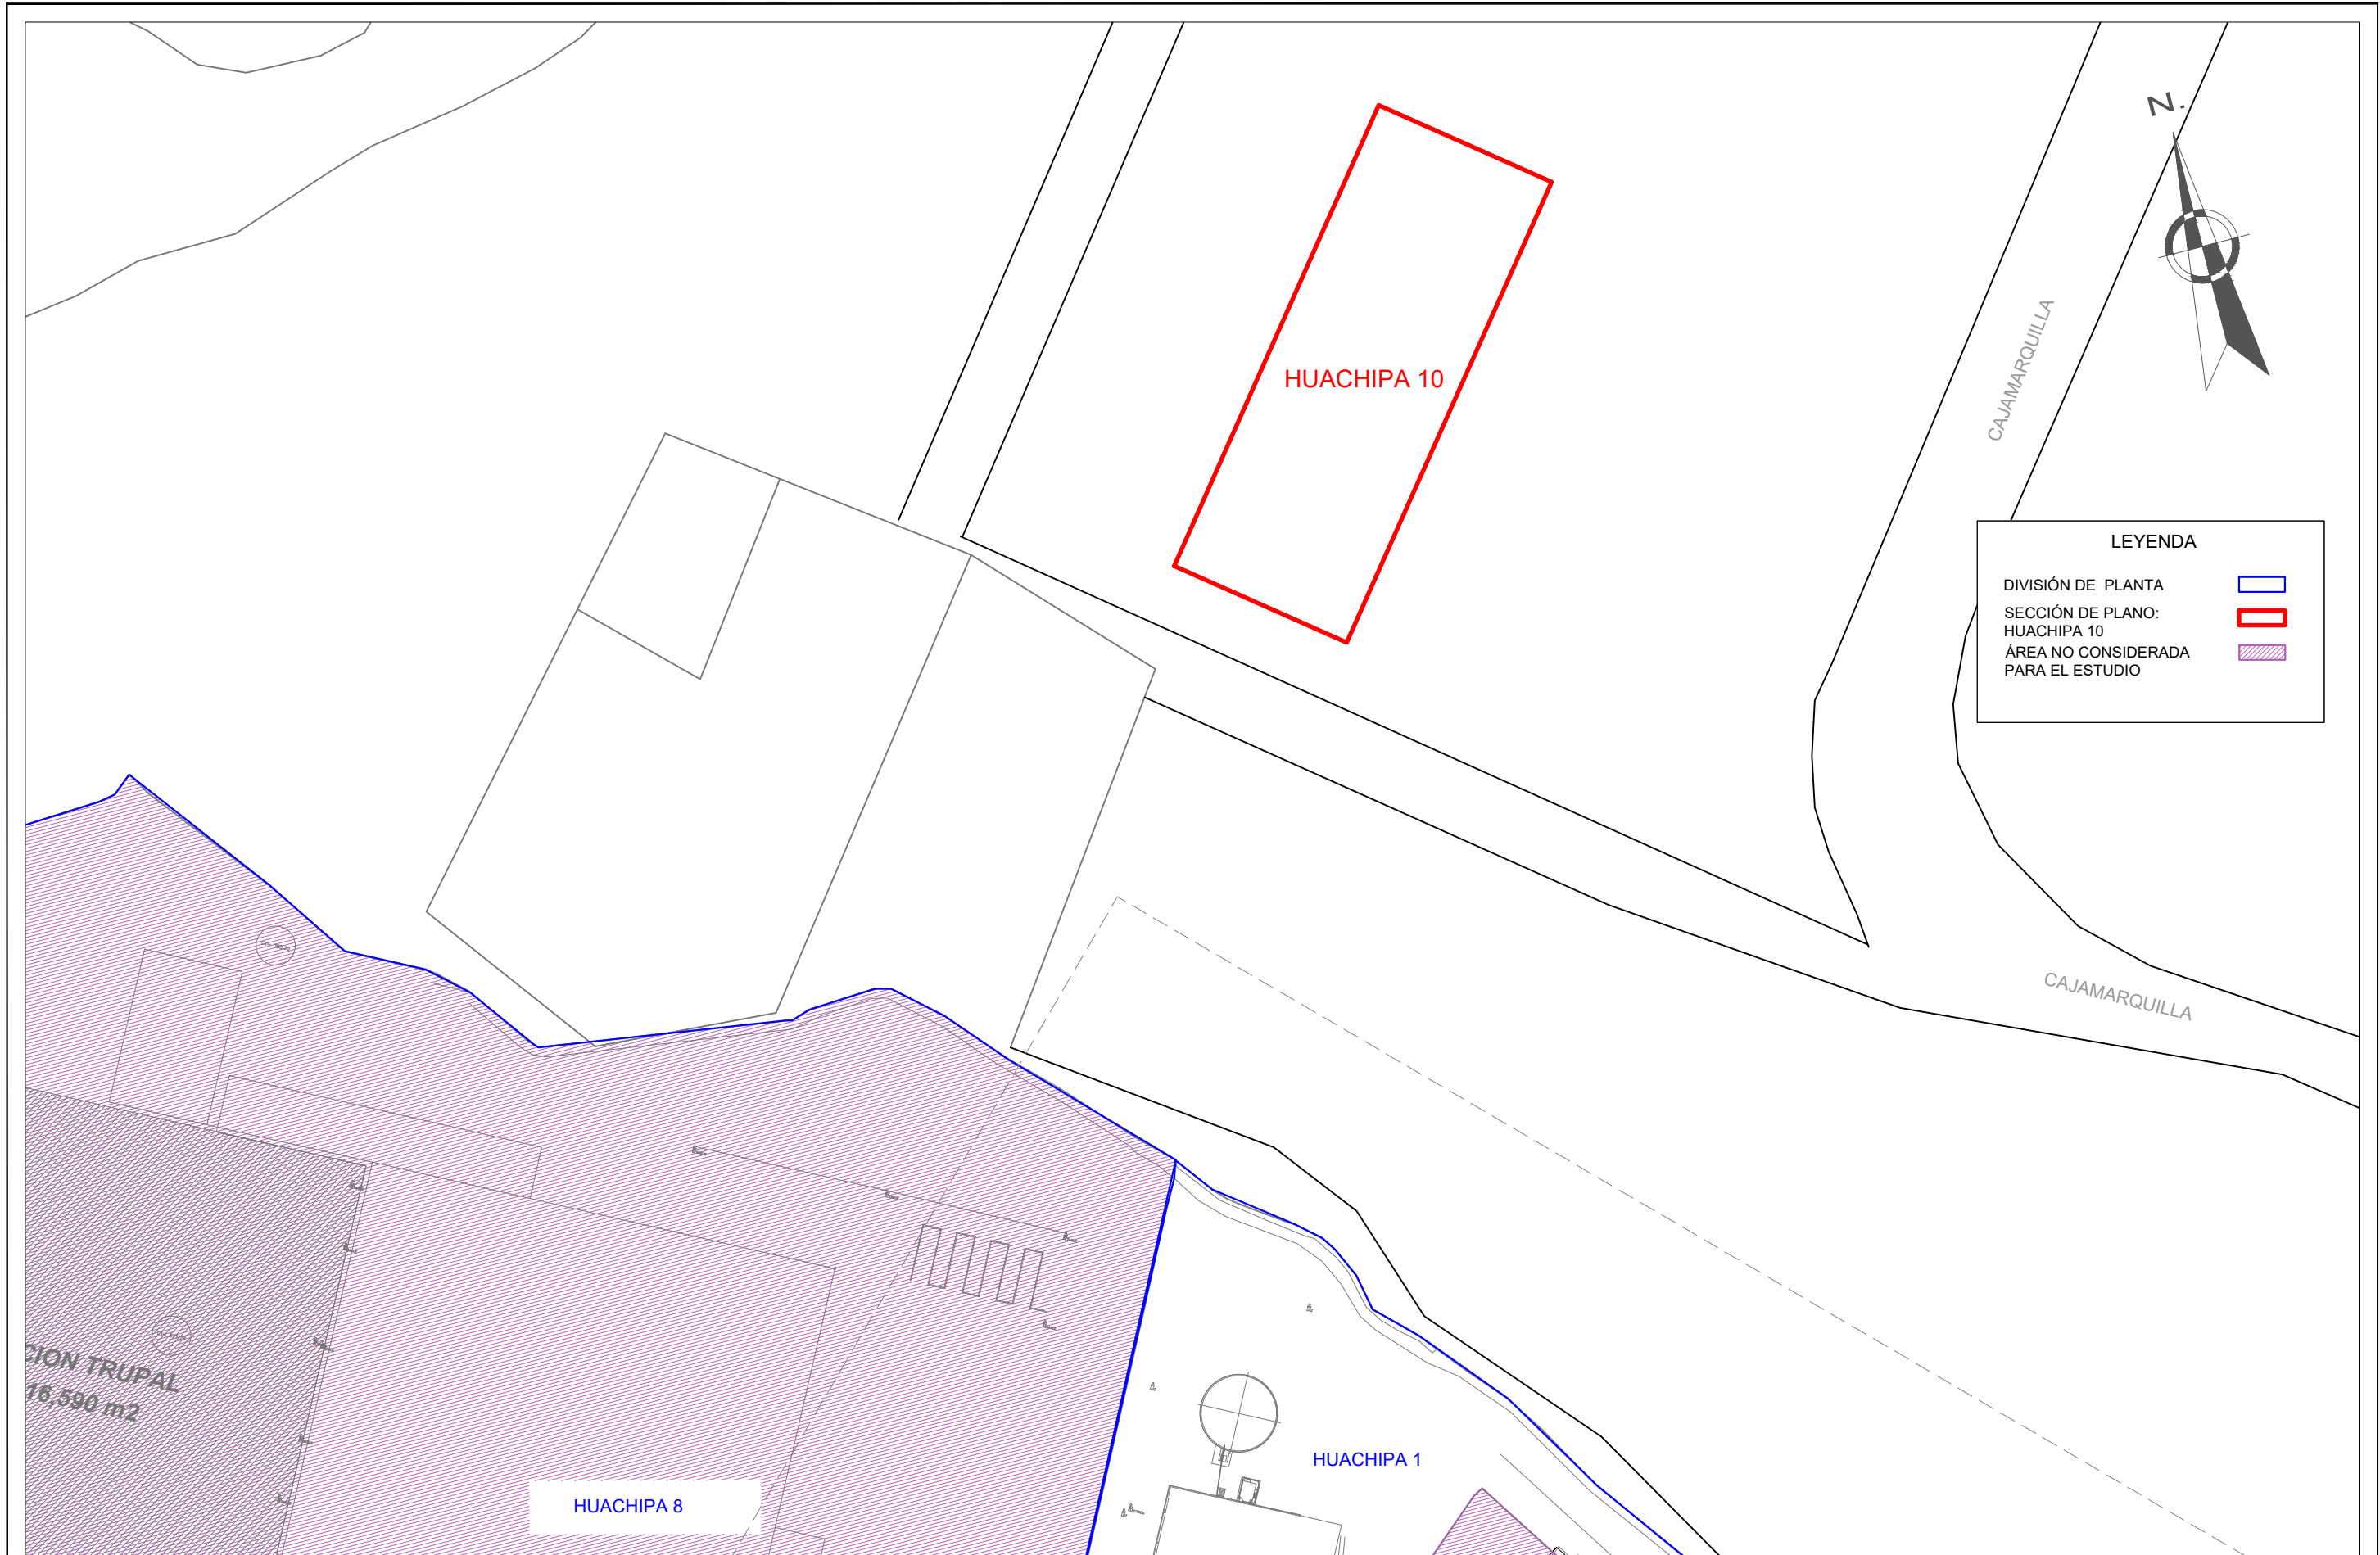 N.
HUACHIPA 10
CAJAMARQUILLA
LEYENDA
DIVISIÓN DE PLANTA
SECCIÓN DE PLANO:
HUACHIPA 10
ÁREA NO CONSIDERADA
PARA EL ESTUDIO
CAJAMARQUILLA
CION TRUPAL
16,590 m2
HUACHIPA 1
HUACHIPA 8